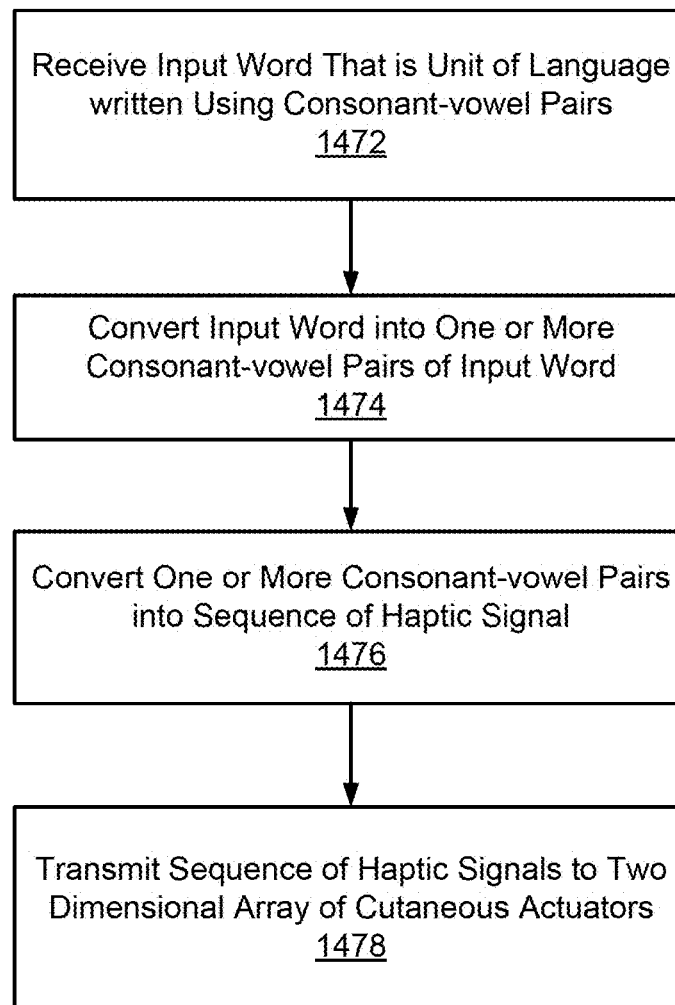 Receive Input Word That is Unit of Language
written Using Consonant-vowel Pairs
1472
Convert Input Word into One or More
Consonant-vowel Pairs of Input Word
1474
Convert One or More Consonant-vowel Pairs
into Sequence of Haptic Signal
1476
Transmit Sequence of Haptic Signals to Two
Dimensional Array of Cutaneous Actuators
1478